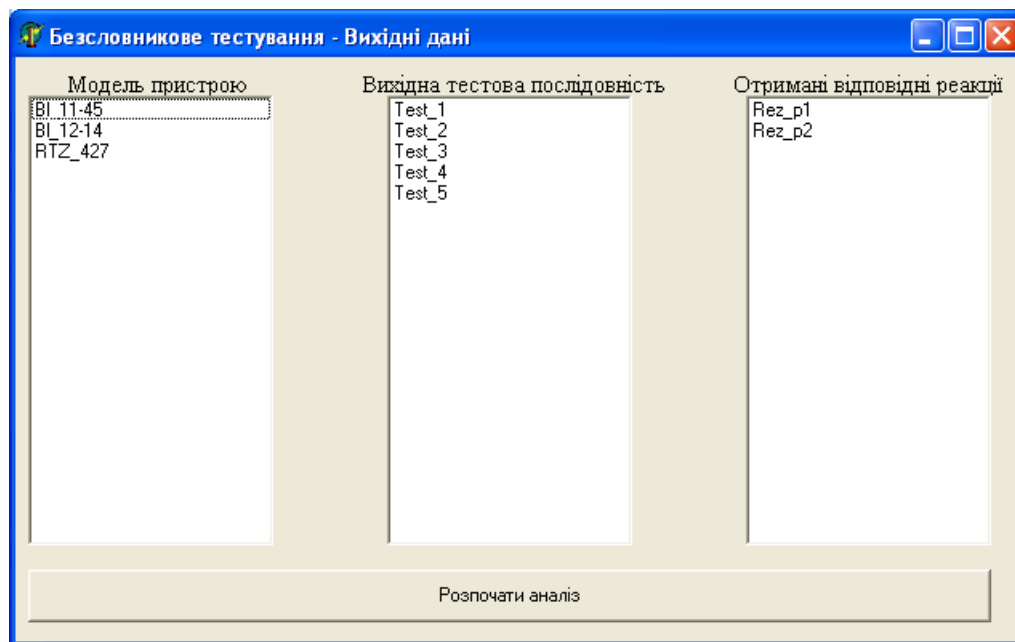 Безсловникове тестування - Вихідні дані
Модель пристрою
BI_11-45
BI_12-14
RTZ_427
Вихідна тестова послідовність
Test_1
Test_2
Test_3
Test_4
Test_5
Отримані відповідні реакції
Rez_p1
Rez_p2
Розпочати аналіз